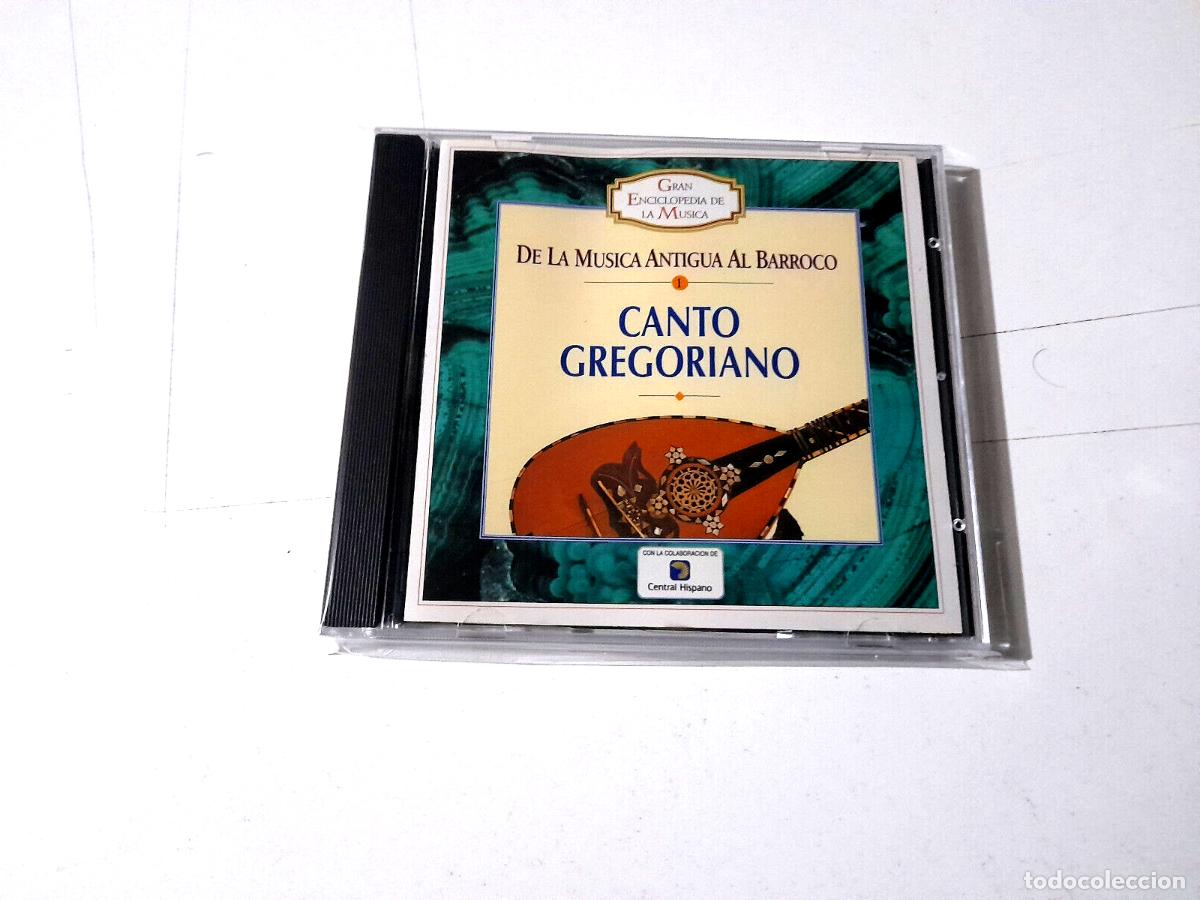 GRAN
ENCICLOPEDIA DE
LA MUSICA
DE LA MUSICA ANTIGUA AL BARROCO
1
CANTO
GREGORIANO
CON LA COLABORACION DE
Central Hispano
todocoleccion